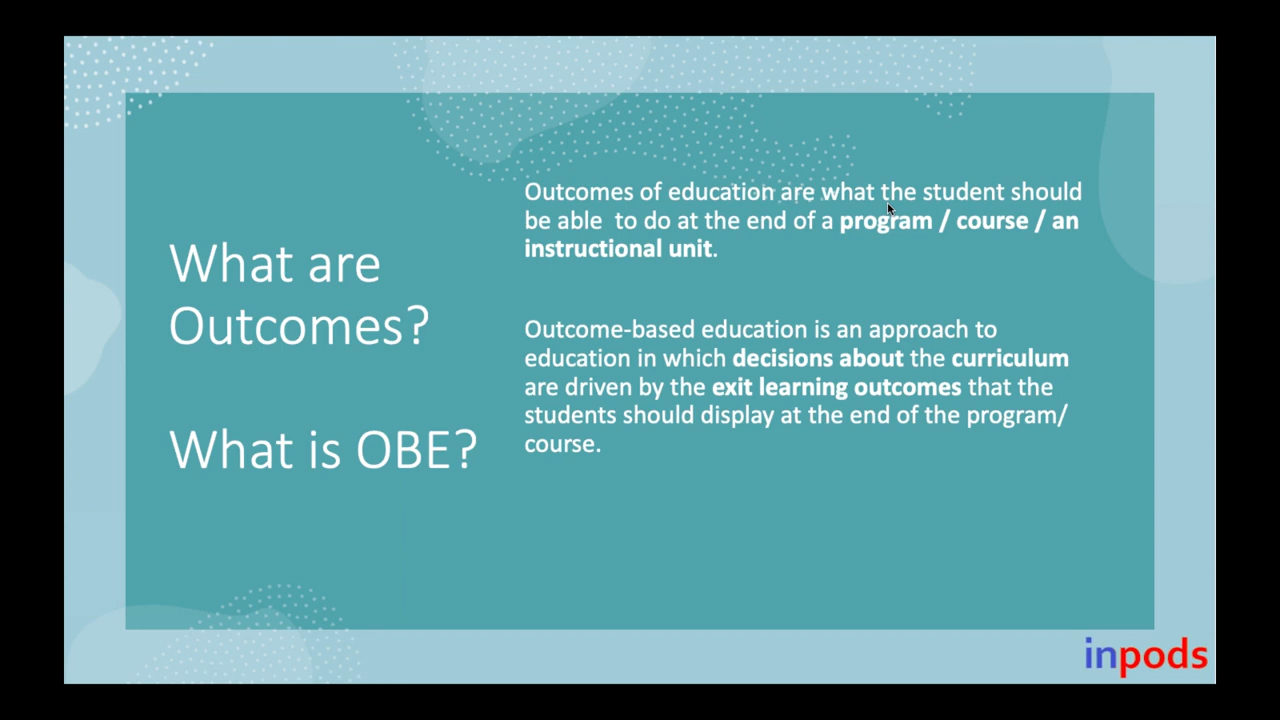 What are
Outcomes?
What is OBE?
Outcomes of education are what the student should
be able  to do at the end of a program / course / an
instructional unit.
Outcome-based education is an approach to
education in which decisions about the curriculum
are driven by the exit learning outcomes that the
students should display at the end of the program/
course.
inpods